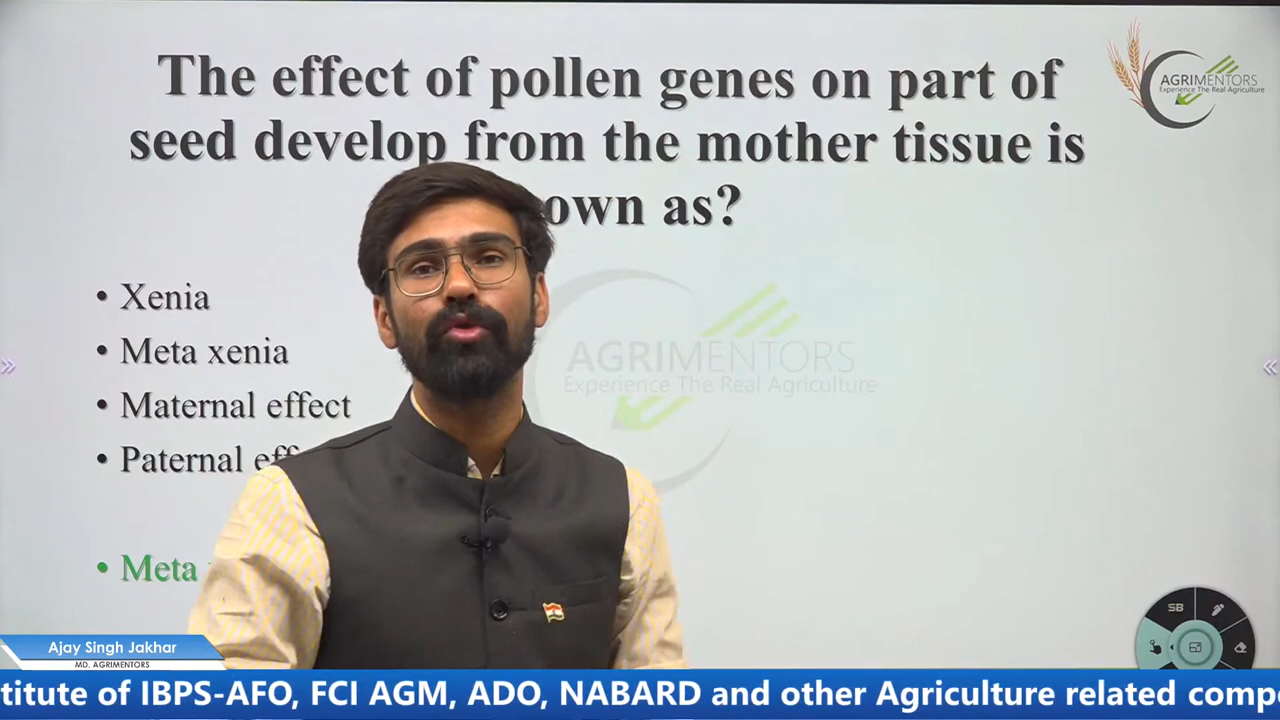 The effect of pollen genes on part of
seed develop from the mother tissue is
own as?
AGRIMENTORS
Experience The Real Agriculture
• Xenia
• Meta xenia
• Maternal effect
• Paternal eff
• Meta
AGRIMENTORS
Experience The Real Agriculture
SB
Ajay Singh Jakhar
MD. AGRIMENTORS
titute of IBPS-AFO, FCI AGM, ADO, NABARD and other Agriculture related comp